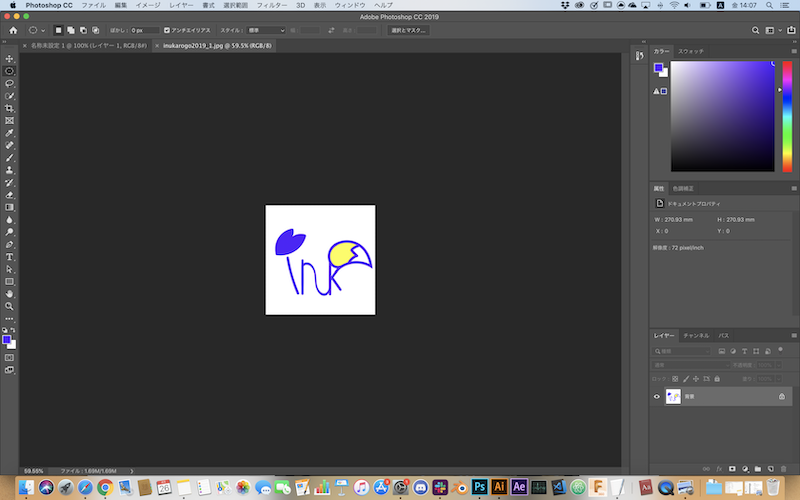 Photoshop CC ファイル 編集 イメージ レイヤー 書式 選択範囲 フィルター 3D 表示 ウィンドウ ヘルプ 金 14:07
Adobe Photoshop CC 2019
ぼかし: 0 px アンチエイリアス スタイル: 標準 選択とマスク...
× 名称未設定 1 @ 100% (レイヤー 1, RGB/8#) × inukarogo2019_1.jpg @ 59.5% (RGB/8)
カラー スウォッチ
属性 色調補正
ドキュメントプロパティ
W : 270.93 mm H : 270.93 mm
X : 0 Y : 0
解像度 : 72 pixel/inch
ink
レイヤー チャンネル パス
検索
通常 不透明度 :
ロック : 塗り :
背景
59.55% ファイル : 1.69M/1.69M
26
Ps Ai Ae
Aa